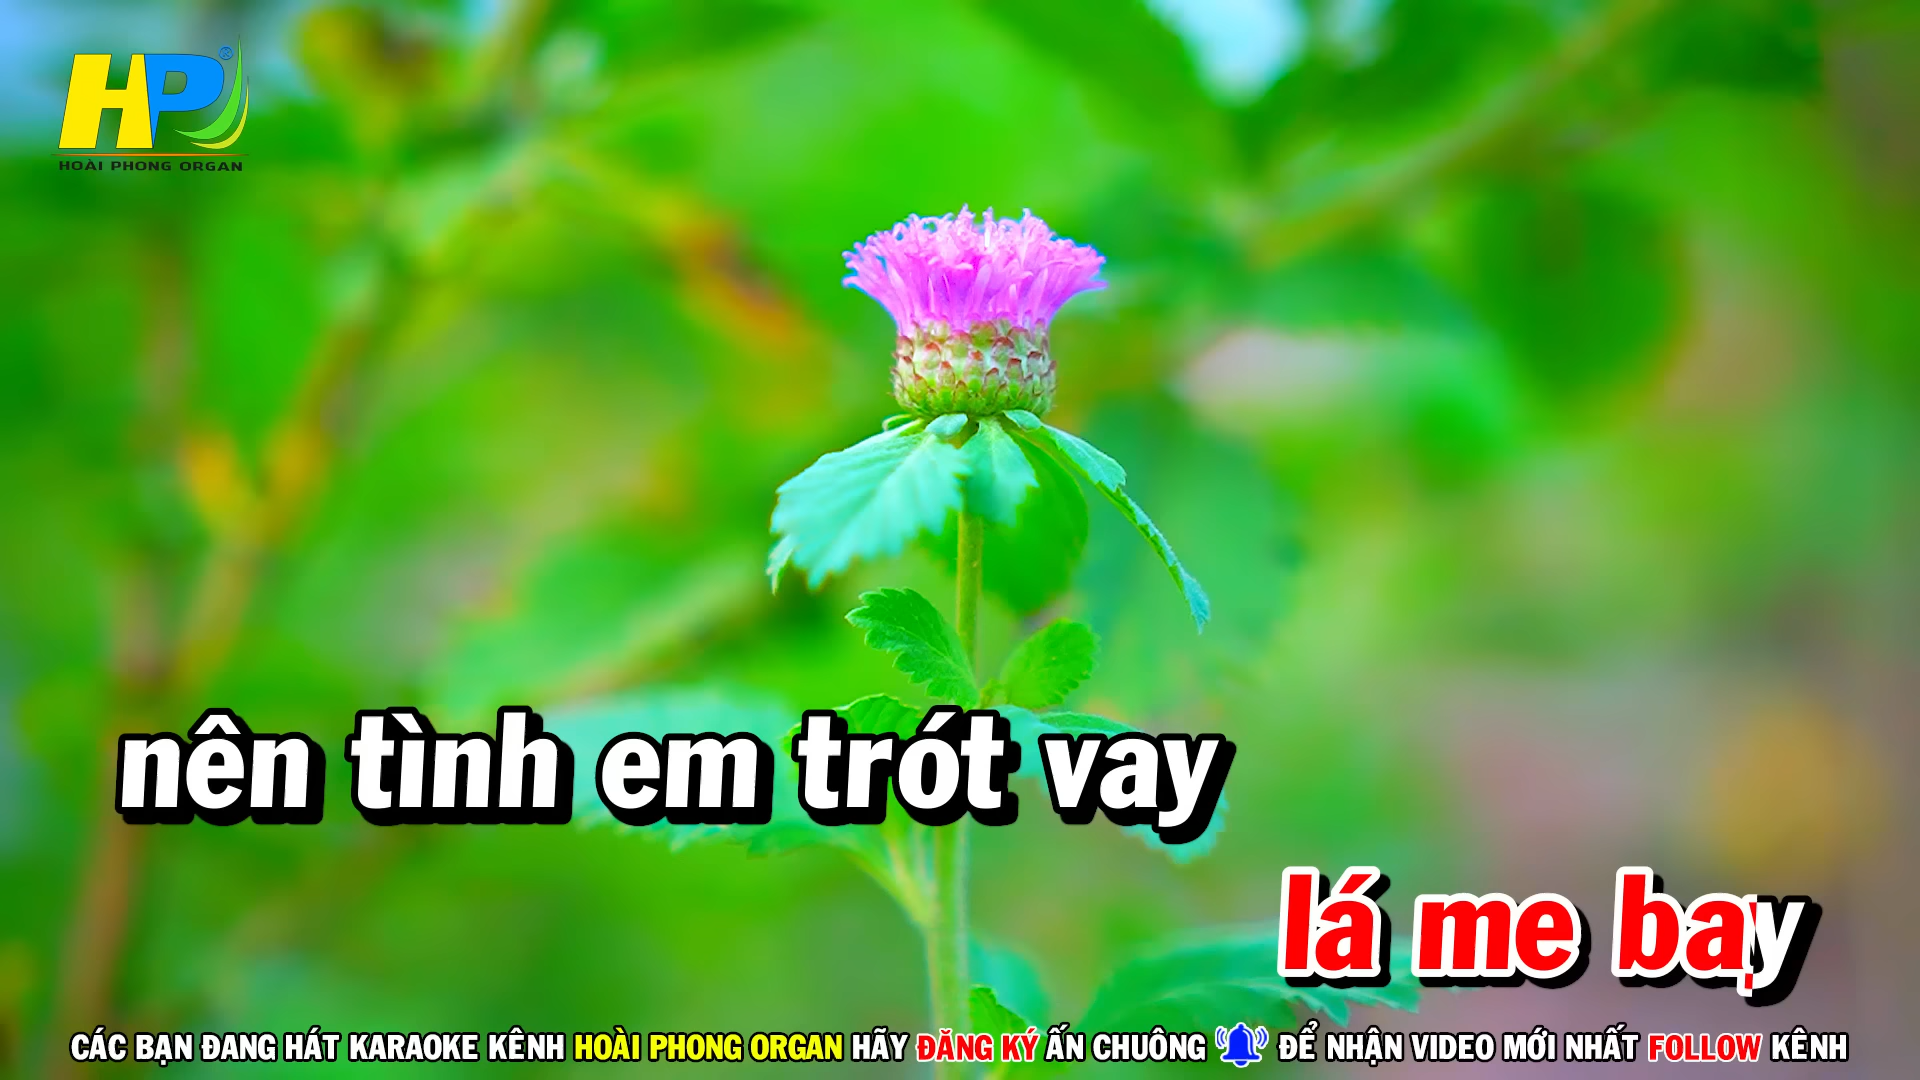 HP®
HOÀI PHONG ORGAN
nên tình em trót vay
lá me bay
CÁC BẠN ĐANG HÁT KARAOKE KÊNH HOÀI PHONG ORGAN HÃY ĐĂNG KÝ ẤN CHUÔNG ĐỂ NHẬN VIDEO MỚI NHẤT FOLLOW KÊNH